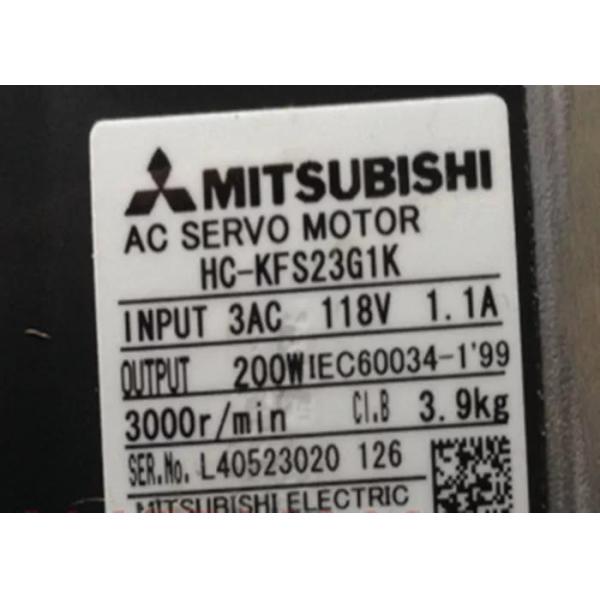 MITSUBISHI
AC SERVO MOTOR
HC-KFS23G1K
INPUT 3AC 118V 1.1A
OUTPUT 200W IEC60034-1'99
3000r/min CI.B 3.9kg
SER.No. L40523020 126
MITSUBISHI ELECTRIC